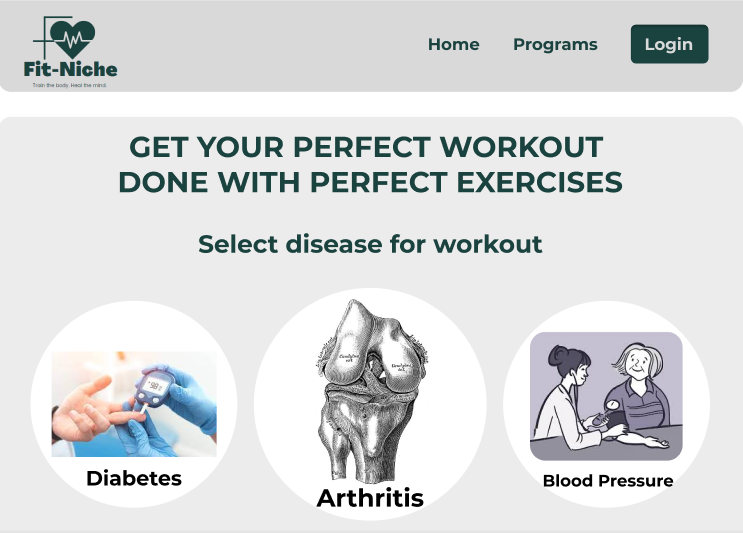 Fit-Niche
Train the body. Heal the mind.
Home Programs Login
GET YOUR PERFECT WORKOUT
DONE WITH PERFECT EXERCISES
Select disease for workout
Diabetes
Arthritis
Blood Pressure